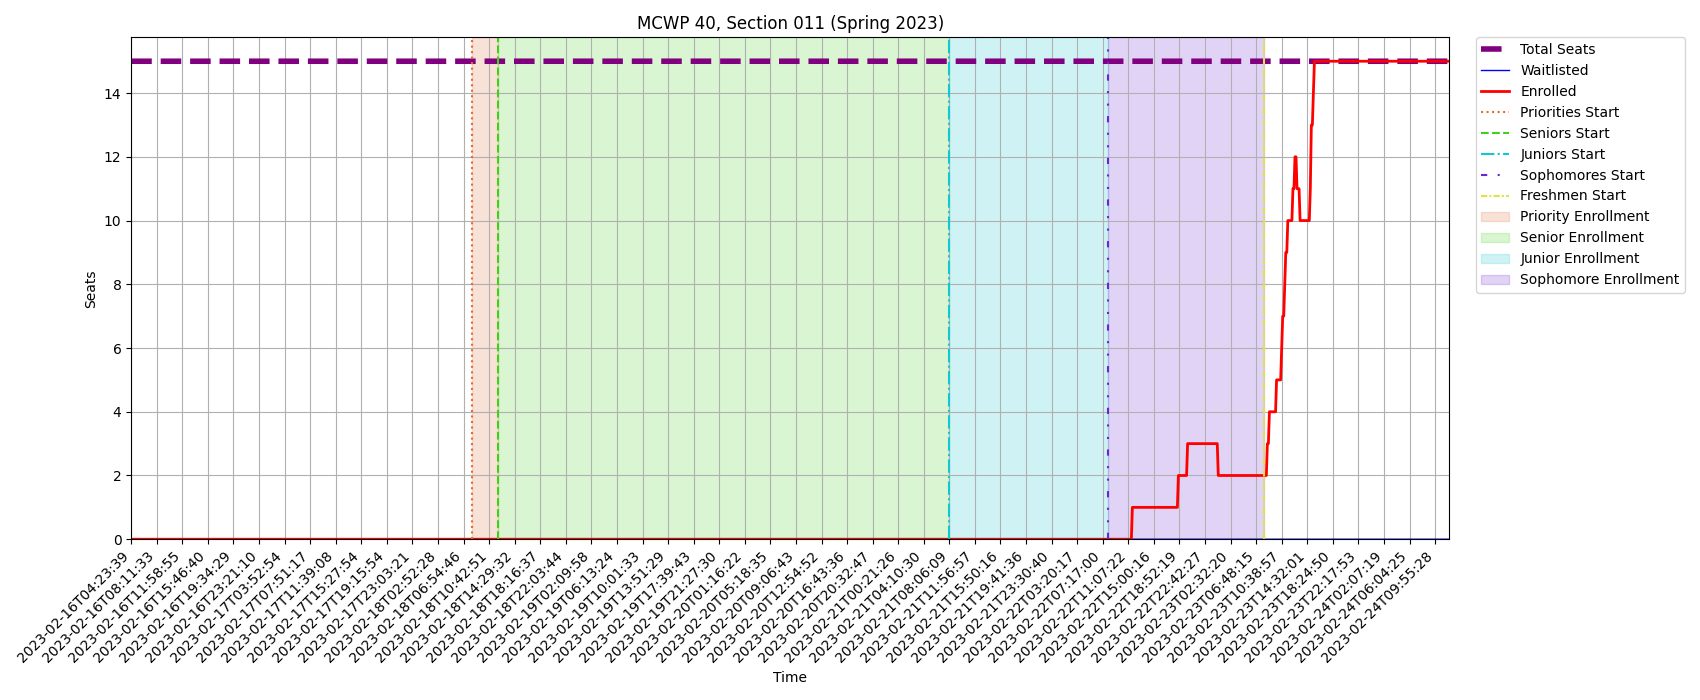 MCWP 40, Section 011 (Spring 2023)
Total Seats
Waitlisted
Enrolled
Priorities Start
Seniors Start
Juniors Start
Sophomores Start
Freshmen Start
Priority Enrollment
Senior Enrollment
Junior Enrollment
Sophomore Enrollment
Seats
14
12
10
8
6
4
2
0
2023-02-16T04:23:39
2023-02-16T08:11:33
2023-02-16T11:58:55
2023-02-16T15:46:40
2023-02-16T19:34:29
2023-02-16T23:21:10
2023-02-17T03:52:54
2023-02-17T07:51:17
2023-02-17T11:39:08
2023-02-17T15:27:54
2023-02-17T19:15:54
2023-02-17T23:03:21
2023-02-18T02:52:28
2023-02-18T06:54:46
2023-02-18T10:42:51
2023-02-18T14:29:32
2023-02-18T18:16:37
2023-02-18T22:03:44
2023-02-19T02:09:58
2023-02-19T06:13:24
2023-02-19T10:01:33
2023-02-19T13:51:29
2023-02-19T17:39:43
2023-02-19T21:27:30
2023-02-20T01:16:22
2023-02-20T05:18:35
2023-02-20T09:06:43
2023-02-20T12:54:52
2023-02-20T16:43:36
2023-02-20T20:32:47
2023-02-21T00:21:26
2023-02-21T04:10:30
2023-02-21T08:06:09
2023-02-21T11:56:57
2023-02-21T15:50:16
2023-02-21T19:41:36
2023-02-21T23:30:40
2023-02-22T03:20:17
2023-02-22T07:17:00
2023-02-22T11:07:22
2023-02-22T15:00:16
2023-02-22T18:52:19
2023-02-22T22:42:27
2023-02-23T02:32:20
2023-02-23T06:48:15
2023-02-23T10:38:57
2023-02-23T14:32:01
2023-02-23T18:24:50
2023-02-23T22:17:53
2023-02-24T02:07:19
2023-02-24T06:04:25
2023-02-24T09:55:28
Time